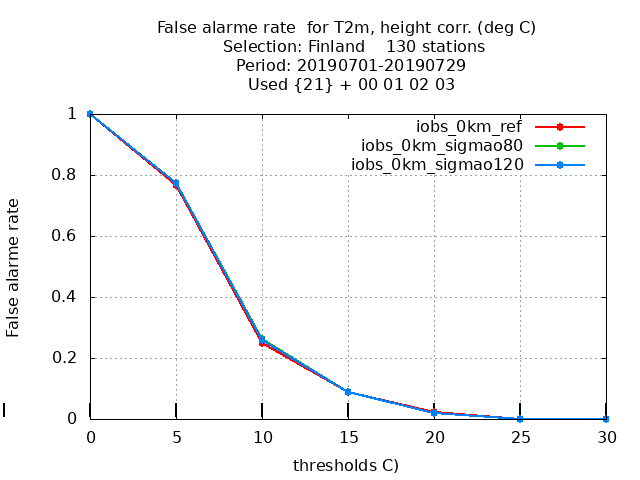 False alarme rate  for T2m, height corr. (deg C)
Selection: Finland    130 stations
Period: 20190701-20190729
Used {21} + 00 01 02 03
iobs_0km_ref
iobs_0km_sigmao80
iobs_0km_sigmao120
False alarme rate
1
0.8
0.6
0.4
0.2
0
0 5 10 15 20 25 30
thresholds C)